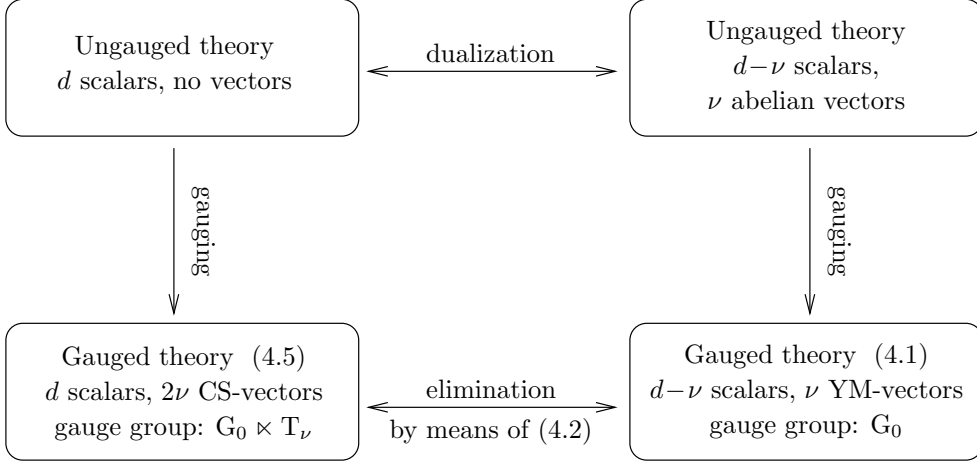 Ungauged theory
d scalars, no vectors
dualization
Ungauged theory
d−ν scalars,
ν abelian vectors
gauging
gauging
Gauged theory (4.5)
d scalars, 2ν CS-vectors
gauge group: G₀ ⋉ T_ν
elimination
by means of (4.2)
Gauged theory (4.1)
d−ν scalars, ν YM-vectors
gauge group: G₀